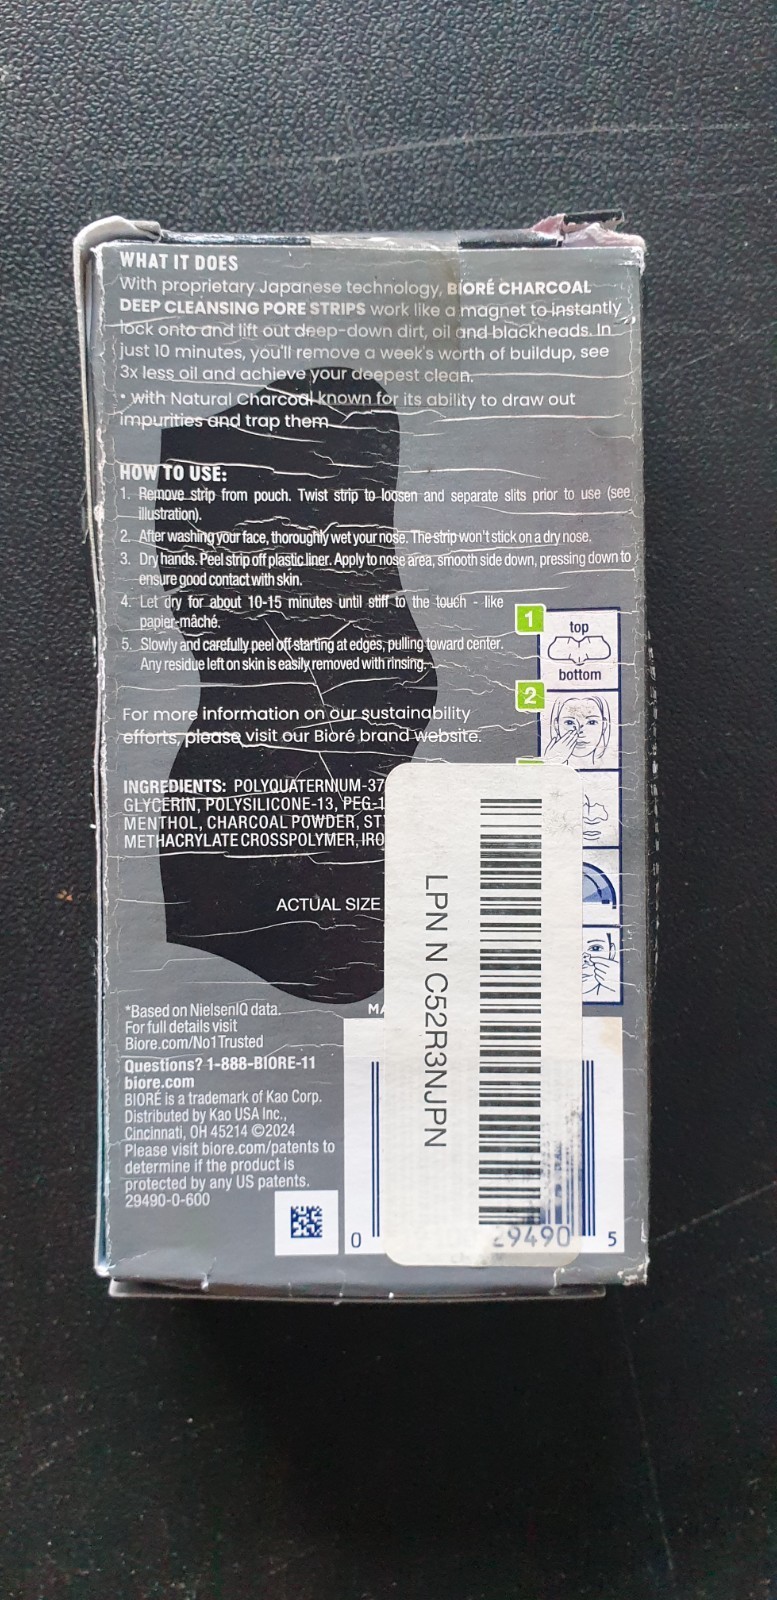 WHAT IT DOES
With proprietary Japanese technology, BIORÉ CHARCOAL
DEEP CLEANSING PORE STRIPS work like a magnet to instantly
lock onto and lift out deep-down dirt, oil and blackheads. In
just 10 minutes, you'll remove a week's worth of buildup, see
3x less oil and achieve your deepest clean.
• with Natural Charcoal known for its ability to draw out
impurities and trap them
HOW TO USE:
1. Remove strip from pouch. Twist strip to loosen and separate slits prior to use (see
illustration).
2. After washing your face, thoroughly wet your nose. The strip won't stick on a dry nose.
3. Dry hands. Peel strip off plastic liner. Apply to nose area, smooth side down, pressing down to
ensure good contact with skin.
4. Let dry for about 10-15 minutes until stiff to the touch - like
papier-mâché.
5. Slowly and carefully peel off starting at edges, pulling toward center.
Any residue left on skin is easily removed with rinsing.
1
top
bottom
2
For more information on our sustainability
efforts, please visit our Bioré brand website.
INGREDIENTS: POLYQUATERNIUM-37
GLYCERIN, POLYSILICONE-13, PEG-1
MENTHOL, CHARCOAL POWDER, ST
METHACRYLATE CROSSPOLYMER, IRO
ACTUAL SIZE
LPN N C52R3NJPN
*Based on NielsenIQ data.
For full details visit
Biore.com/No1Trusted
MA
Questions? 1-888-BIORE-11
biore.com
BIORÉ is a trademark of Kao Corp.
Distributed by Kao USA Inc.,
Cincinnati, OH 45214 ©2024
Please visit biore.com/patents to
determine if the product is
protected by any US patents.
29490-0-600
0 29490 5